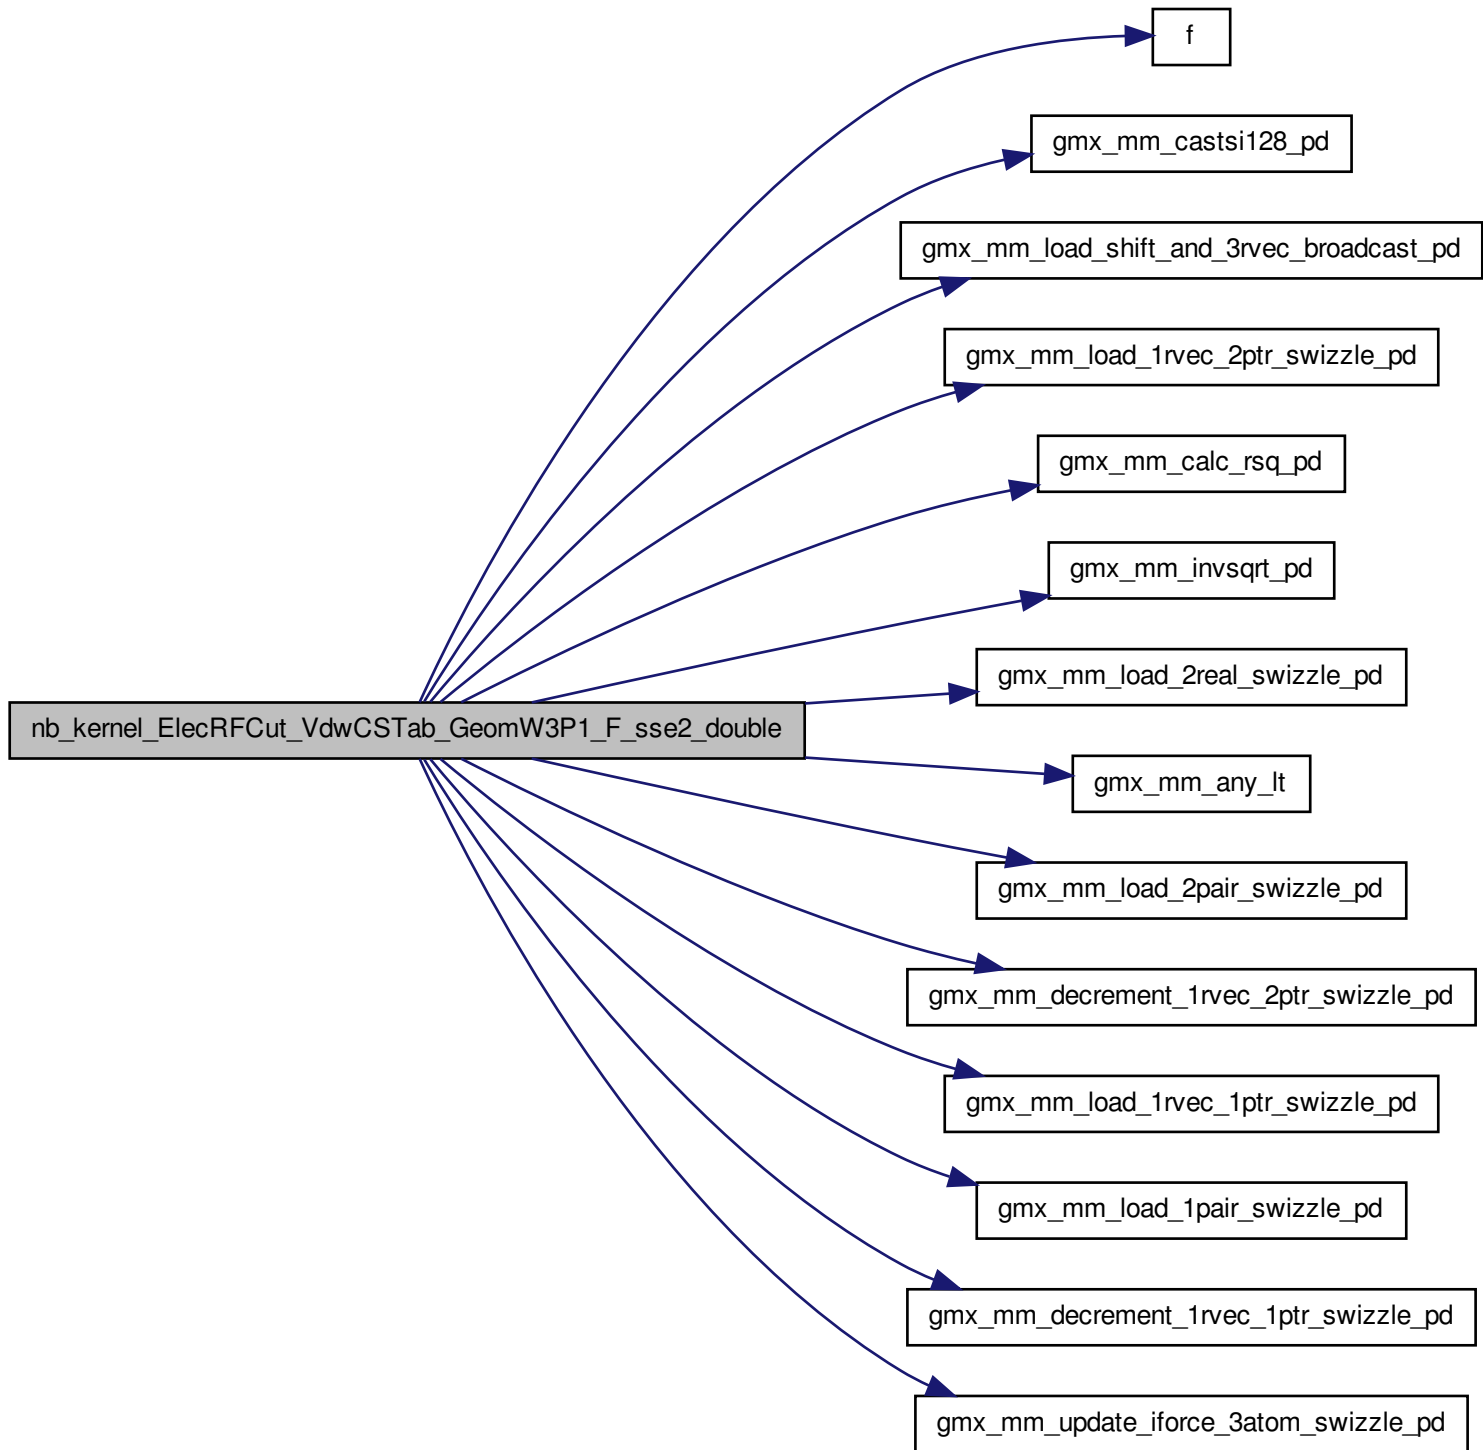 f
gmx_mm_castsi128_pd
gmx_mm_load_shift_and_3rvec_broadcast_pd
gmx_mm_load_1rvec_2ptr_swizzle_pd
gmx_mm_calc_rsq_pd
gmx_mm_invsqrt_pd
gmx_mm_load_2real_swizzle_pd
nb_kernel_ElecRFCut_VdwCSTab_GeomW3P1_F_sse2_double
gmx_mm_any_lt
gmx_mm_load_2pair_swizzle_pd
gmx_mm_decrement_1rvec_2ptr_swizzle_pd
gmx_mm_load_1rvec_1ptr_swizzle_pd
gmx_mm_load_1pair_swizzle_pd
gmx_mm_decrement_1rvec_1ptr_swizzle_pd
gmx_mm_update_iforce_3atom_swizzle_pd